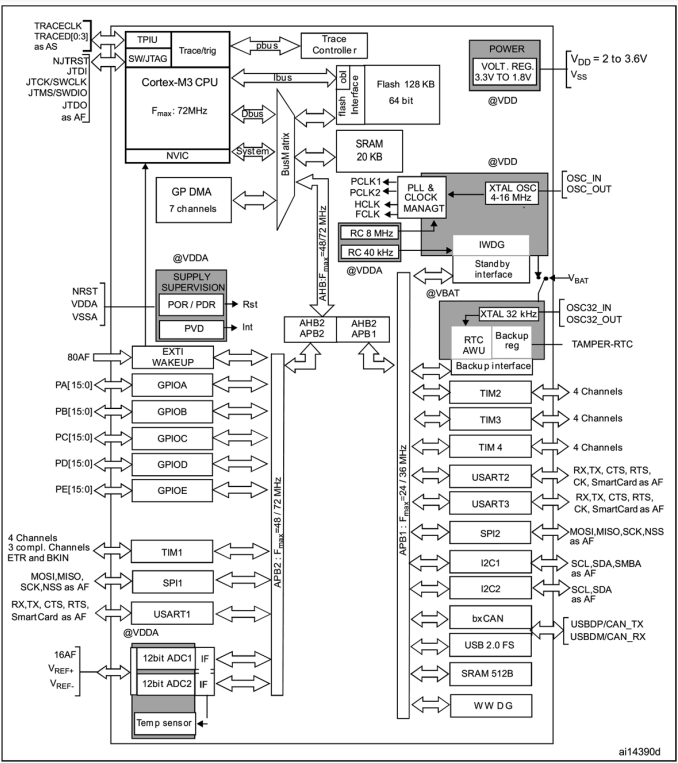 TRACECLK
TRACED[0:3]
as AS
NJTRST
JTDI
JTCK/SWCLK
JTMS/SWDIO
JTDO
as AF
TPIU
SW/JTAG
Trace/trig
Cortex-M3 CPU
Fmax: 72MHz
NVIC
pbus
Trace
Controller
Ibus
Dbus
System
BusMatrix
obl
flash
Interface
Flash 128 KB
64 bit
SRAM
20 KB
POWER
VOLT. REG.
3.3V TO 1.8V
@VDD
VDD = 2 to 3.6V
VSS
GP DMA
7 channels
AHB:Fmax=48/72 MHz
@VDD
PCLK1
PCLK2
HCLK
FCLK
PLL &
CLOCK
MANAGT
XTAL OSC
4-16 MHz
OSC_IN
OSC_OUT
RC 8 MHz
RC 40 kHz
@VDDA
IWDG
Standby
interface
@VBAT
VBAT
XTAL 32 kHz
OSC32_IN
OSC32_OUT
RTC
AWU
Backup
reg
Backup interface
TAMPER-RTC
@VDDA
SUPPLY
SUPERVISION
POR / PDR
Rst
PVD
Int
NRST
VDDA
VSSA
AHB2
APB2
AHB2
APB1
80AF
EXTI
WAKEUP
PA[15:0]
GPIOA
PB[15:0]
GPIOB
PC[15:0]
GPIOC
PD[15:0]
GPIOD
PE[15:0]
GPIOE
4 Channels
3 compl. Channels
ETR and BKIN
TIM1
MOSI,MISO,
SCK,NSS as AF
SPI1
RX,TX, CTS, RTS,
SmartCard as AF
USART1
@VDDA
16AF
VREF+
VREF-
12bit ADC1
IF
12bit ADC2
IF
Temp sensor
APB2 : Fmax=48 / 72 MHz
APB1 : Fmax=24 / 36 MHz
TIM2
4 Channels
TIM3
4 Channels
TIM 4
4 Channels
USART2
RX,TX, CTS, RTS,
CK, SmartCard as AF
USART3
RX,TX, CTS, RTS,
CK, SmartCard as AF
SPI2
MOSI,MISO,SCK,NSS
as AF
I2C1
SCL,SDA,SMBA
as AF
I2C2
SCL,SDA
as AF
bxCAN
USBDP/CAN_TX
USBDM/CAN_RX
USB 2.0 FS
SRAM 512B
WWDG
ai14390d